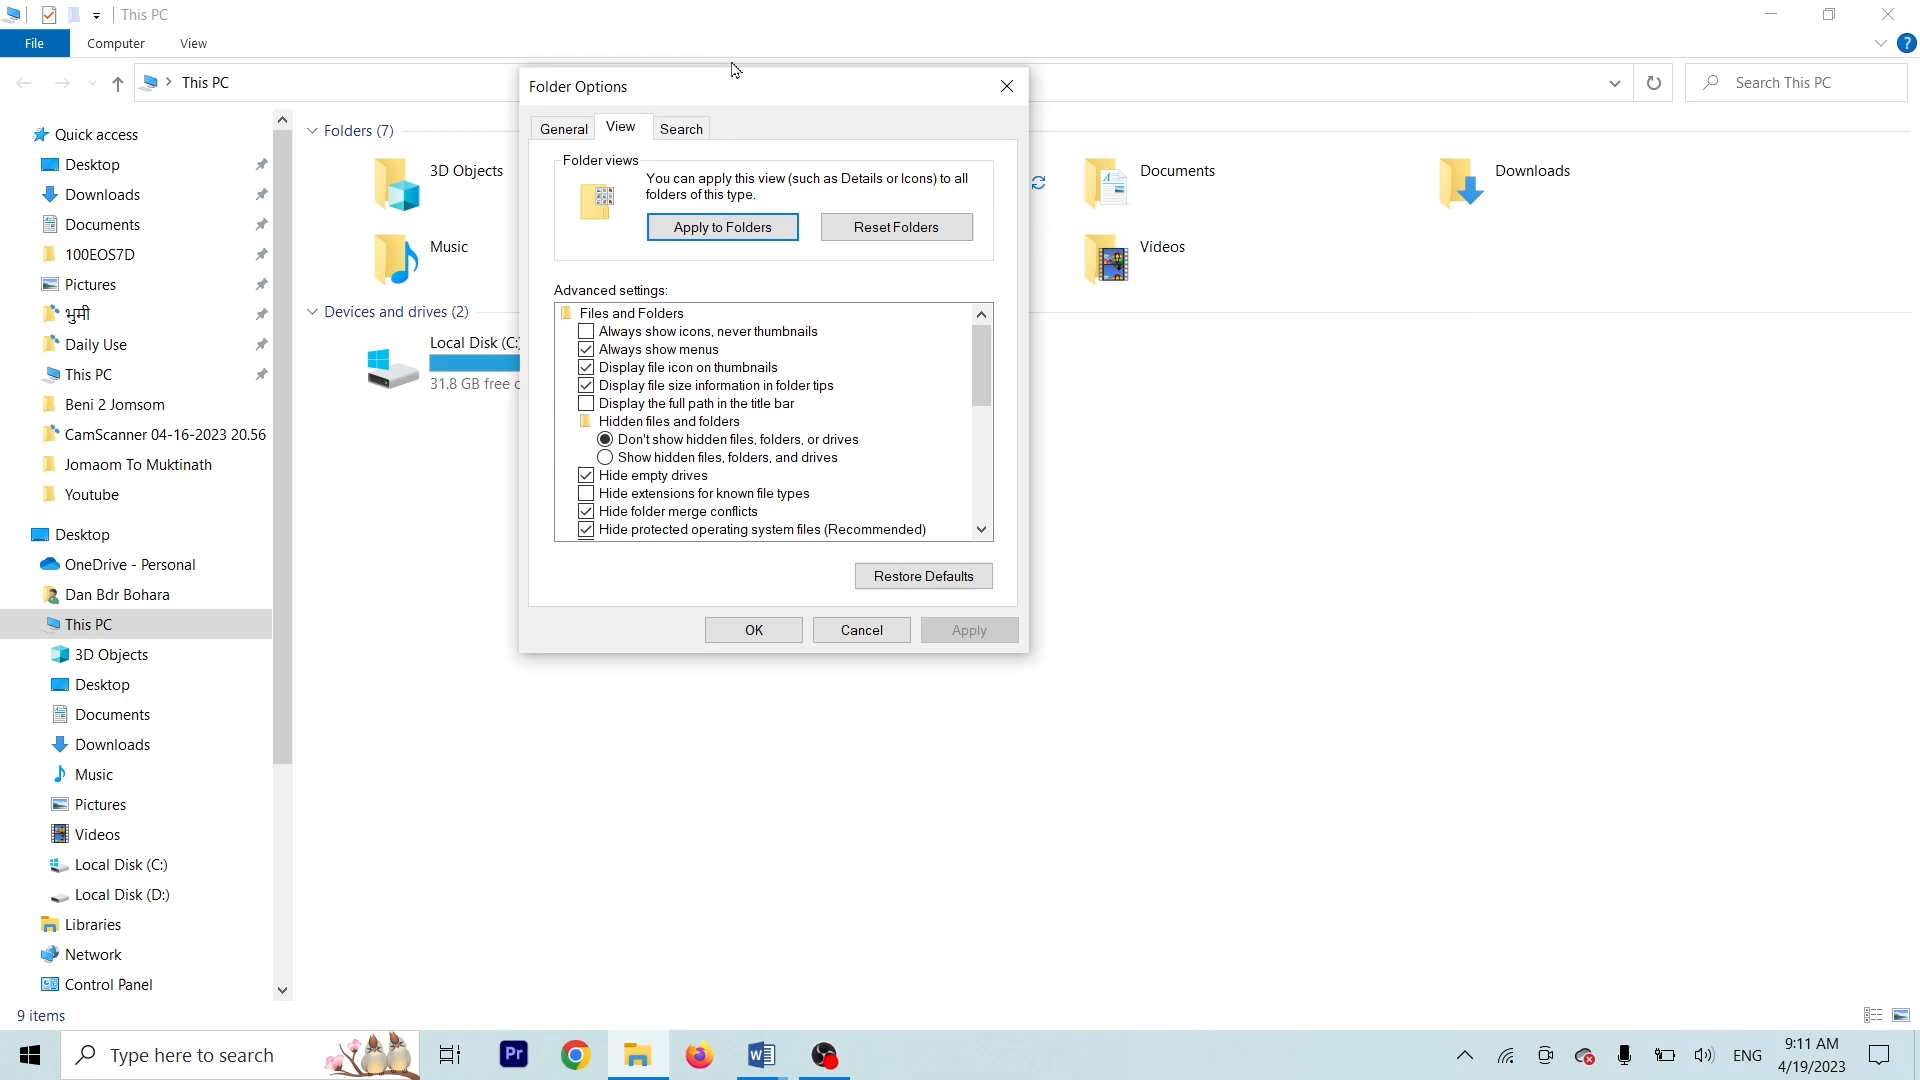 This PC
File
Computer
View
This PC
Search This PC
Quick access
Desktop
Downloads
Documents
100EOS7D
Pictures
भुमी
Daily Use
This PC
Beni 2 Jomsom
CamScanner 04-16-2023 20.56
Jomaom To Muktinath
Youtube
Desktop
OneDrive - Personal
Dan Bdr Bohara
This PC
3D Objects
Desktop
Documents
Downloads
Music
Pictures
Videos
Local Disk (C:)
Local Disk (D:)
Libraries
Network
Control Panel
Folders (7)
3D Objects
Documents
Downloads
Music
Videos
Devices and drives (2)
Local Disk (C:
31.8 GB free
Folder Options
General
View
Search
Folder views
You can apply this view (such as Details or Icons) to all
folders of this type.
Apply to Folders
Reset Folders
Advanced settings:
Files and Folders
Always show icons, never thumbnails
Always show menus
Display file icon on thumbnails
Display file size information in folder tips
Display the full path in the title bar
Hidden files and folders
Don't show hidden files, folders, or drives
Show hidden files, folders, and drives
Hide empty drives
Hide extensions for known file types
Hide folder merge conflicts
Hide protected operating system files (Recommended)
Restore Defaults
OK
Cancel
Apply
9 items
Type here to search
Pr
ENG
9:11 AM
4/19/2023